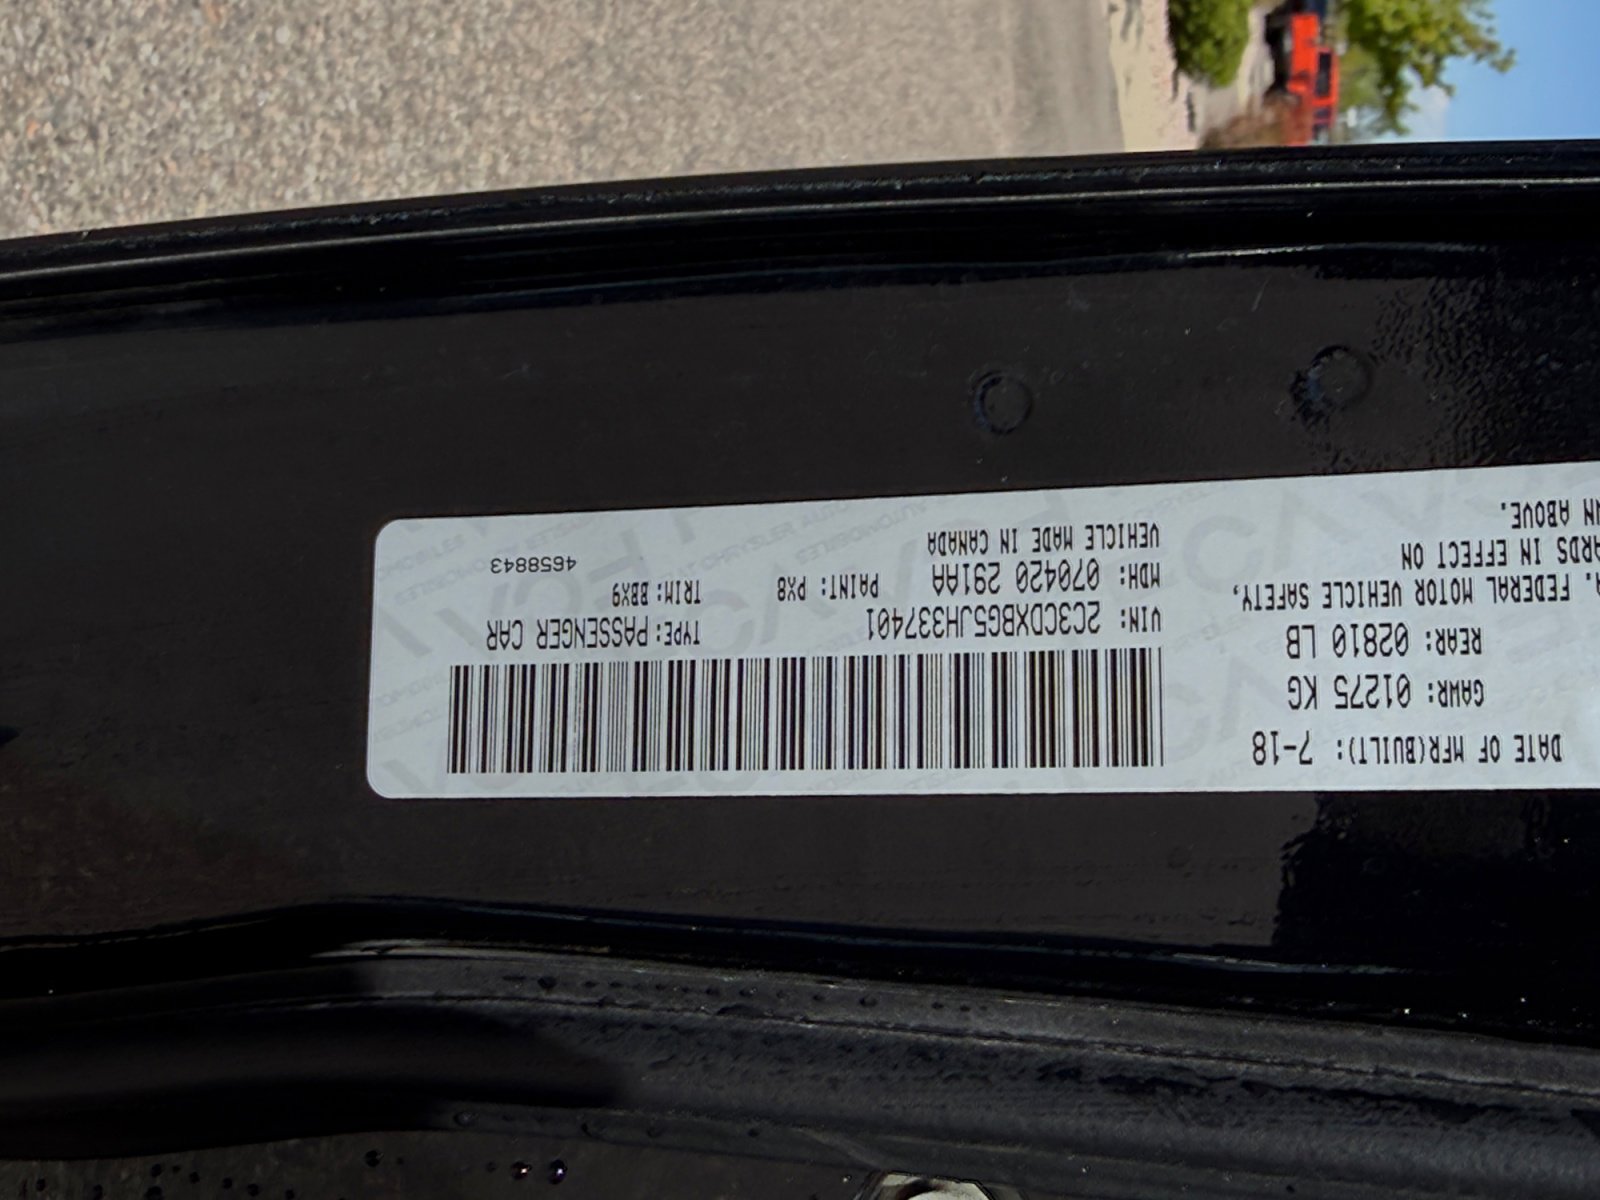 DATE OF MFR(BUILT): 7-18
GAWR: 01275 KG
REAR: 02810 LB
FEDERAL MOTOR VEHICLE SAFETY,
IN EFFECT ON
ABOVE.
VIN: 2C3CDXBG5JH337401
TYPE: PASSENGER CAR
MDH: 070420 291AA
PAINT: PX8
TRIM: BBX9
VEHICLE MADE IN CANADA
4658843